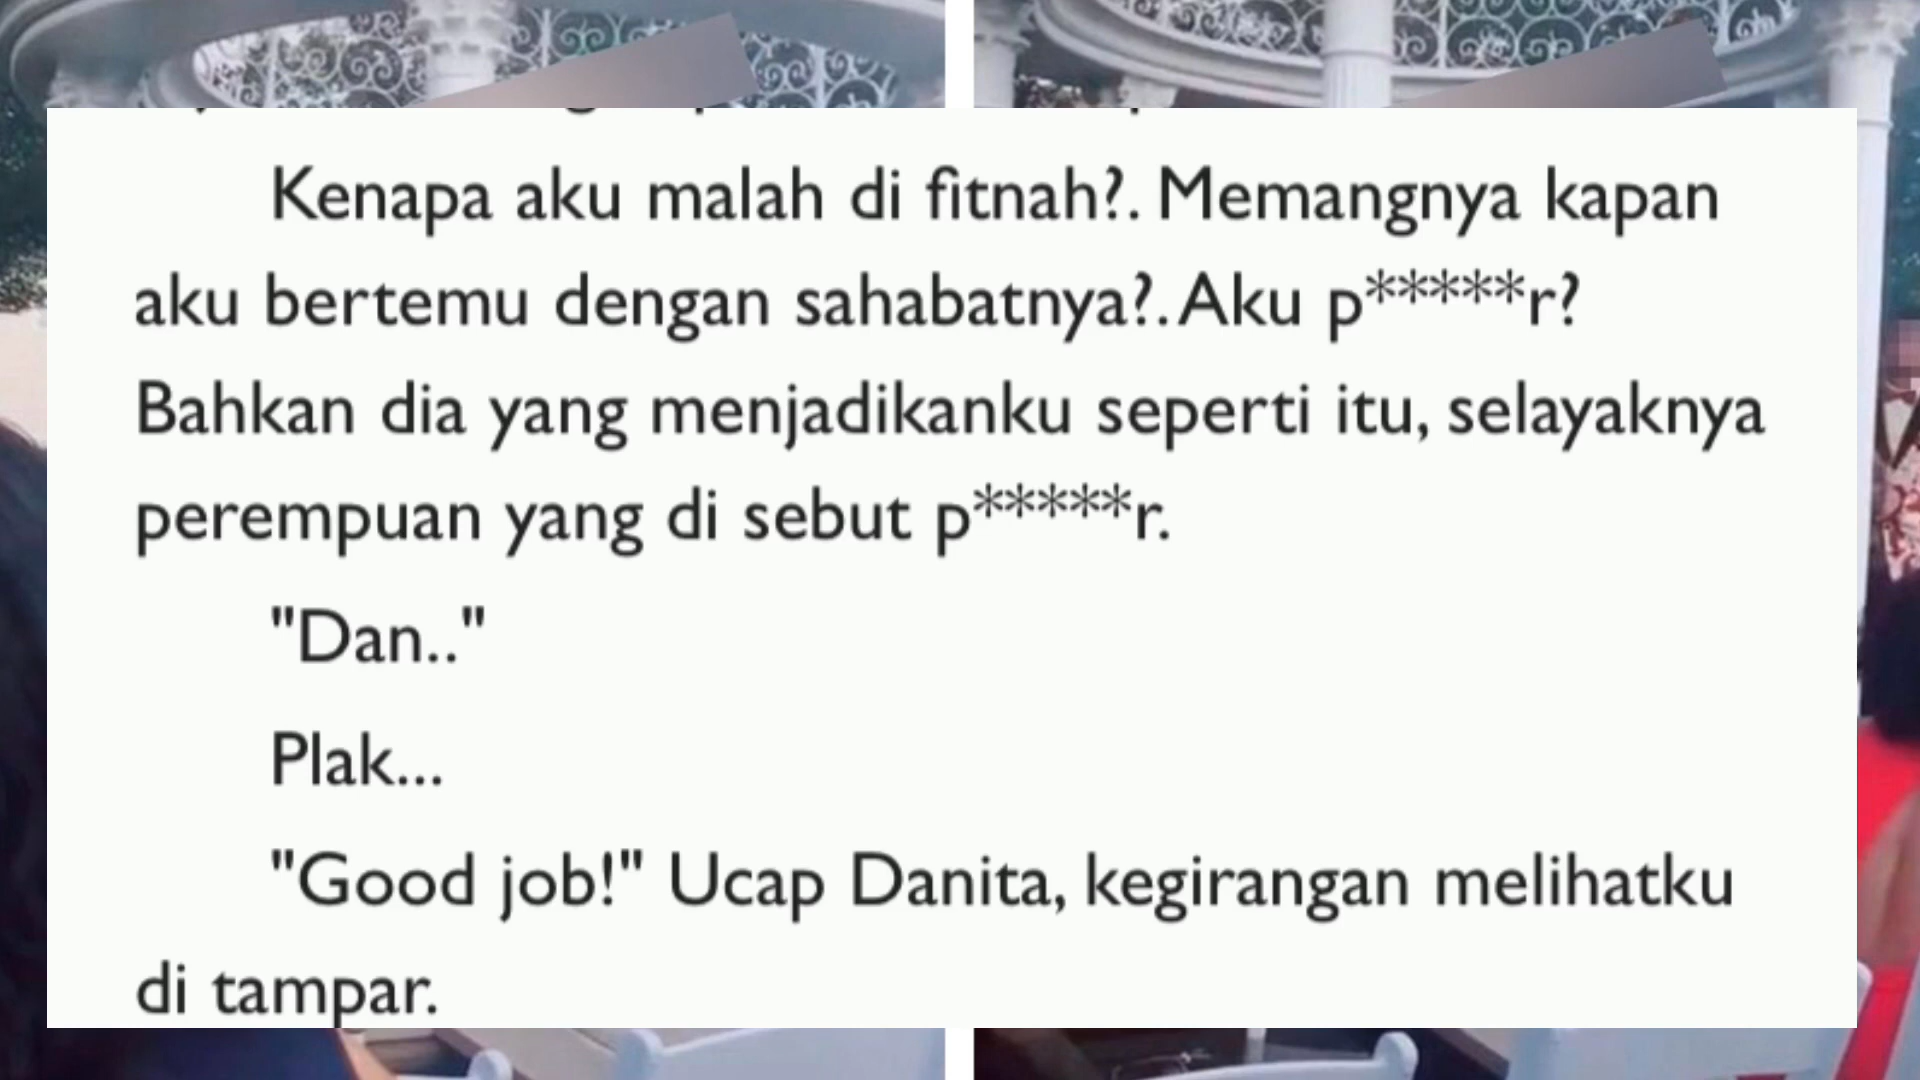 Kenapa aku malah di fitnah?. Memangnya kapan
aku bertemu dengan sahabatnya?. Aku p*****r?
Bahkan dia yang menjadikanku seperti itu, selayaknya
perempuan yang di sebut p*****r.
"Dan.."
Plak...
"Good job!" Ucap Danita, kegirangan melihatku
di tampar.